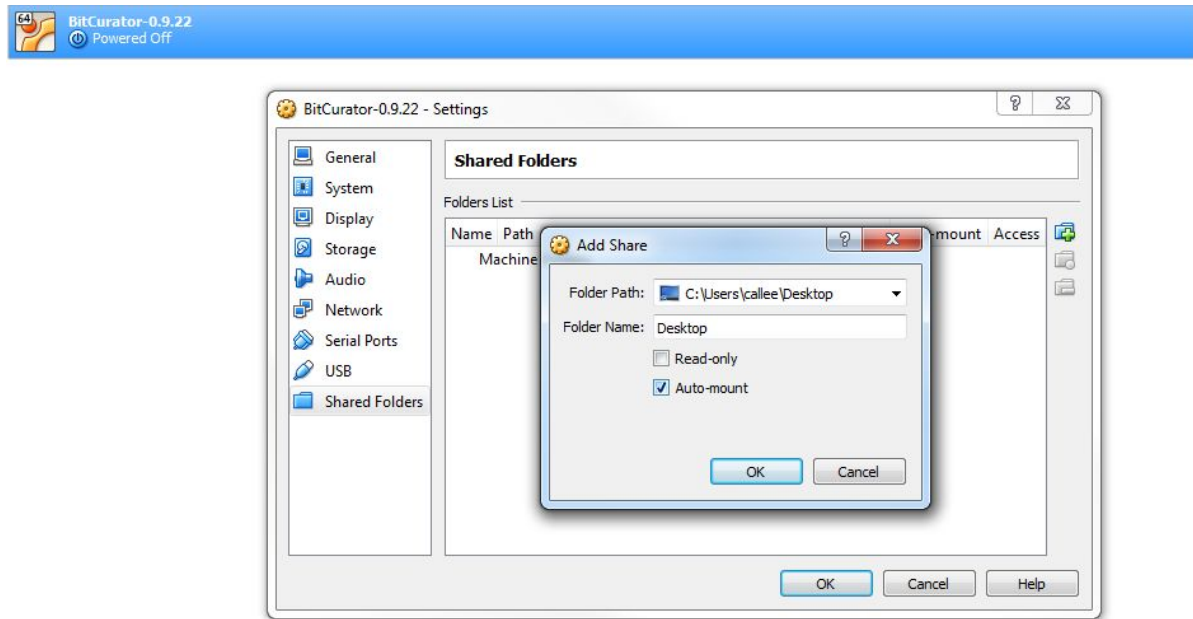 64
BitCurator-0.9.22
Powered Off
BitCurator-0.9.22 - Settings
General
System
Display
Storage
Audio
Network
Serial Ports
USB
Shared Folders
Shared Folders
Folders List
Name Path -mount Access
Machine
Add Share
Folder Path: C:\Users\callee\Desktop
Folder Name: Desktop
Read-only
Auto-mount
OK Cancel
OK Cancel Help